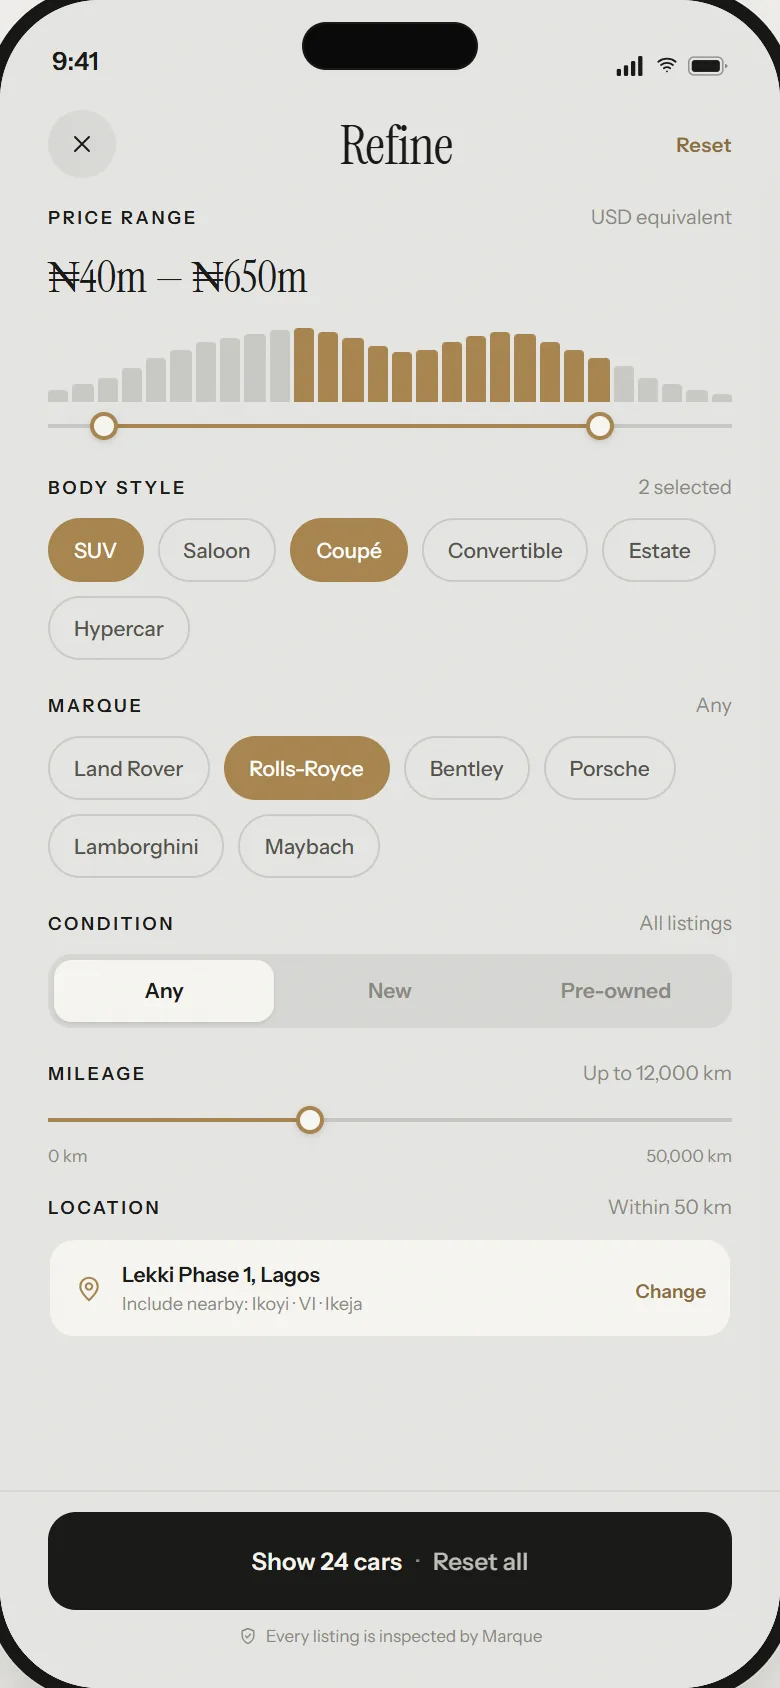 9:41
Refine
Reset
PRICE RANGE
USD equivalent
₦40m — ₦650m
BODY STYLE
2 selected
SUV
Saloon
Coupé
Convertible
Estate
Hypercar
MARQUE
Any
Land Rover
Rolls-Royce
Bentley
Porsche
Lamborghini
Maybach
CONDITION
All listings
Any
New
Pre-owned
MILEAGE
Up to 12,000 km
0 km
50,000 km
LOCATION
Within 50 km
Lekki Phase 1, Lagos
Include nearby: Ikoyi · VI · Ikeja
Change
Show 24 cars · Reset all
Every listing is inspected by Marque